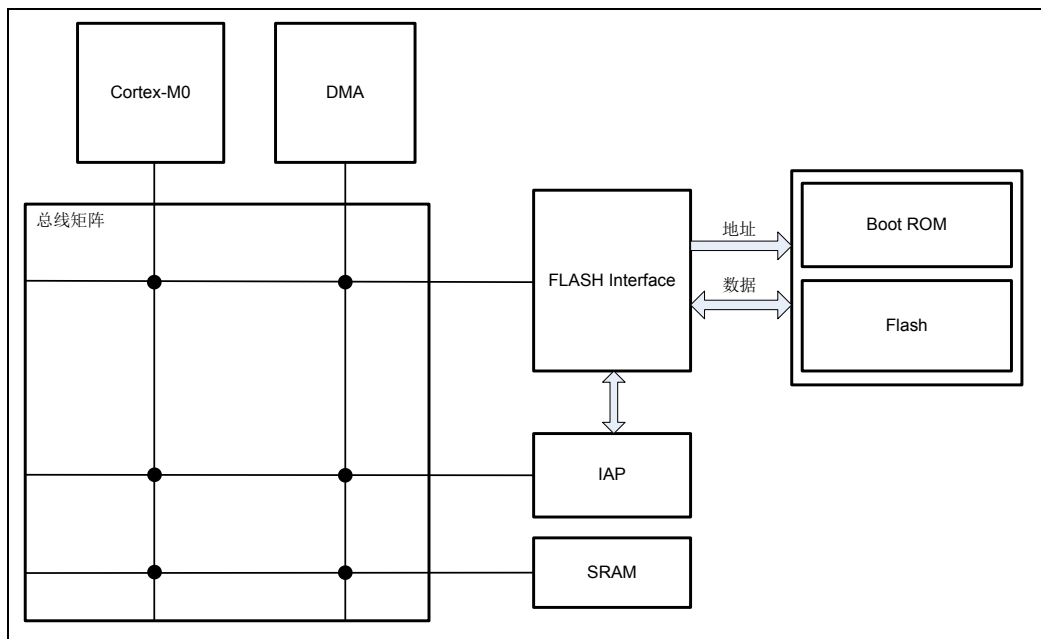 Cortex-M0
DMA
总线矩阵
FLASH Interface
地址
数据
Boot ROM
Flash
IAP
SRAM